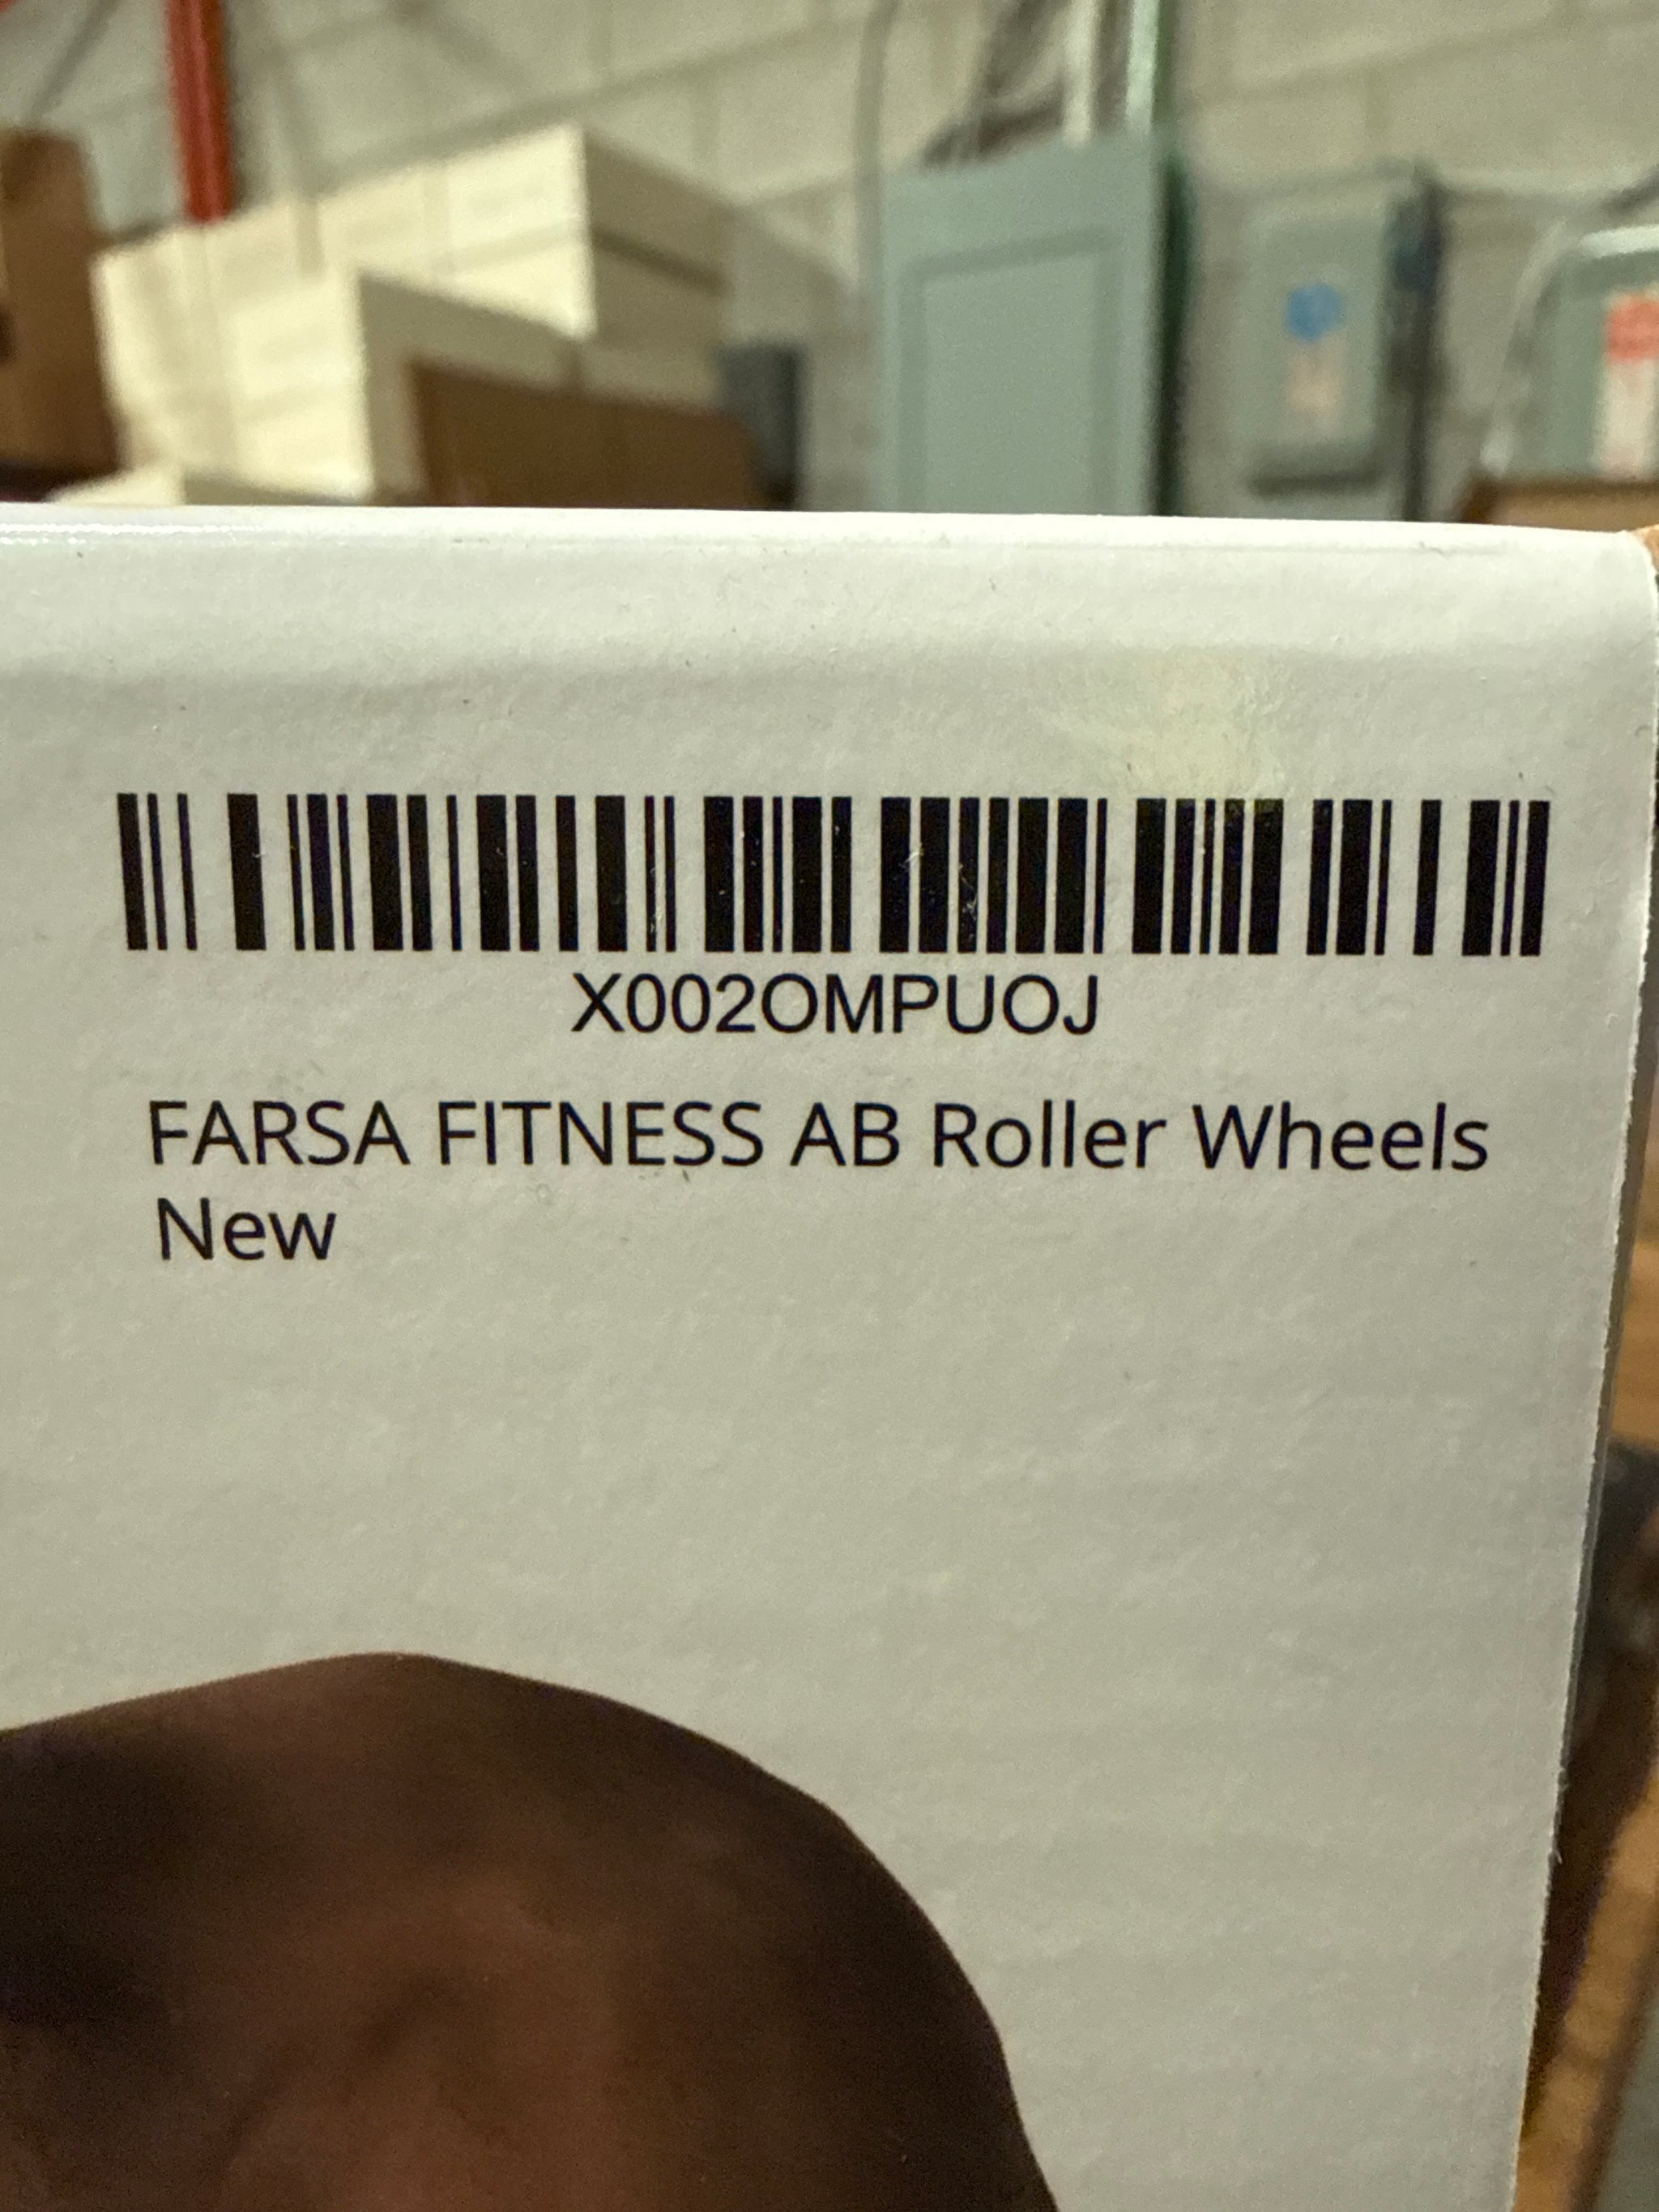 X002OMPUOJ
FARSA FITNESS AB Roller Wheels
New